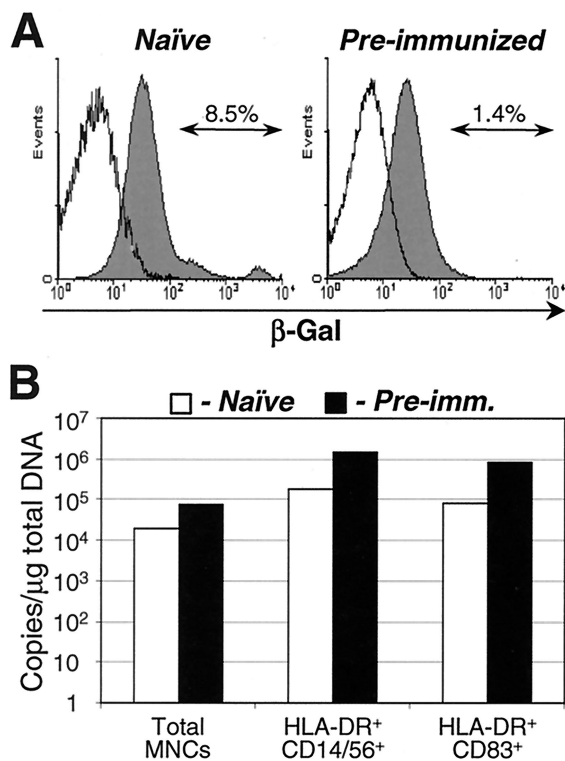 A
Naïve
Pre-immunized
8.5%
1.4%
Events
Events
0
0
10⁰ 10¹ 10² 10³ 10⁴
10⁰ 10¹ 10² 10³ 10⁴
β-Gal
B
- Naïve
- Pre-imm.
Copies/μg total DNA
10⁷
10⁶
10⁵
10⁴
10³
10²
10
1
Total
MNCs
HLA-DR⁺
CD14/56⁺
HLA-DR⁺
CD83⁺